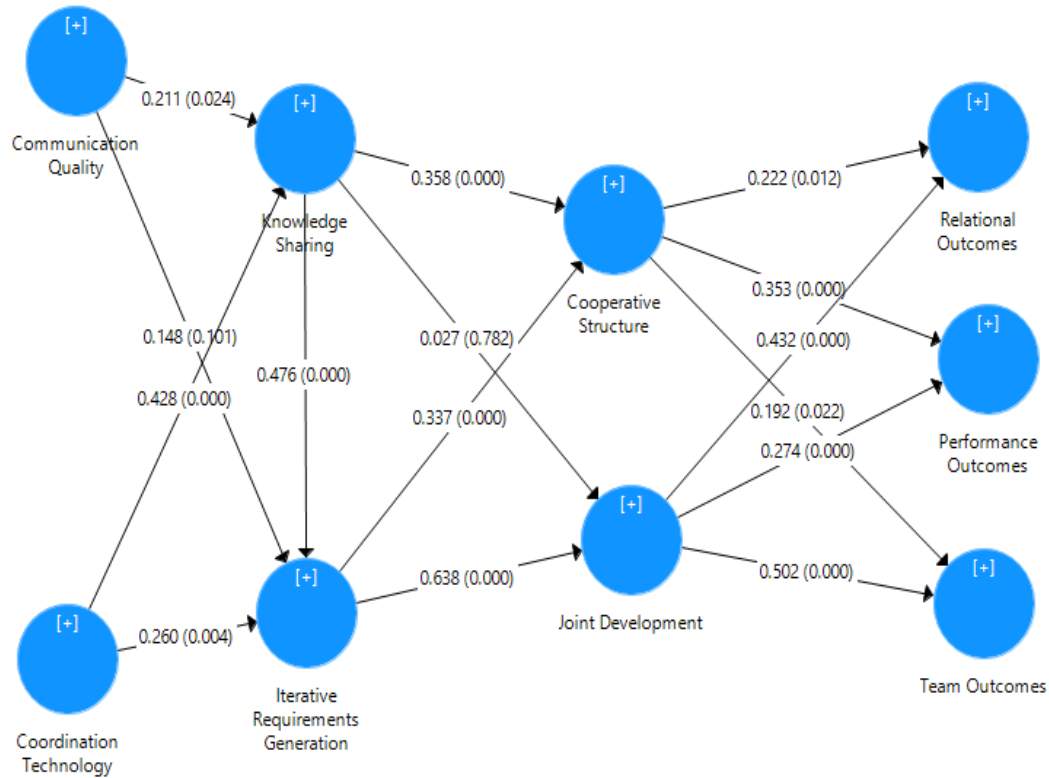 [+]
Communication
Quality
0.211 (0.024)
[+]
Knowledge
Sharing
0.358 (0.000)
[+]
Cooperative
Structure
0.222 (0.012)
[+]
Relational
Outcomes
0.353 (0.000)
0.148 (0.101)
0.027 (0.782)
0.432 (0.000)
[+]
Performance
Outcomes
0.476 (0.000)
0.428 (0.000)
0.337 (0.000)
0.192 (0.022)
0.274 (0.000)
[+]
Joint Development
0.638 (0.000)
0.502 (0.000)
[+]
Team Outcomes
[+]
Iterative
Requirements
Generation
0.260 (0.004)
[+]
Coordination
Technology